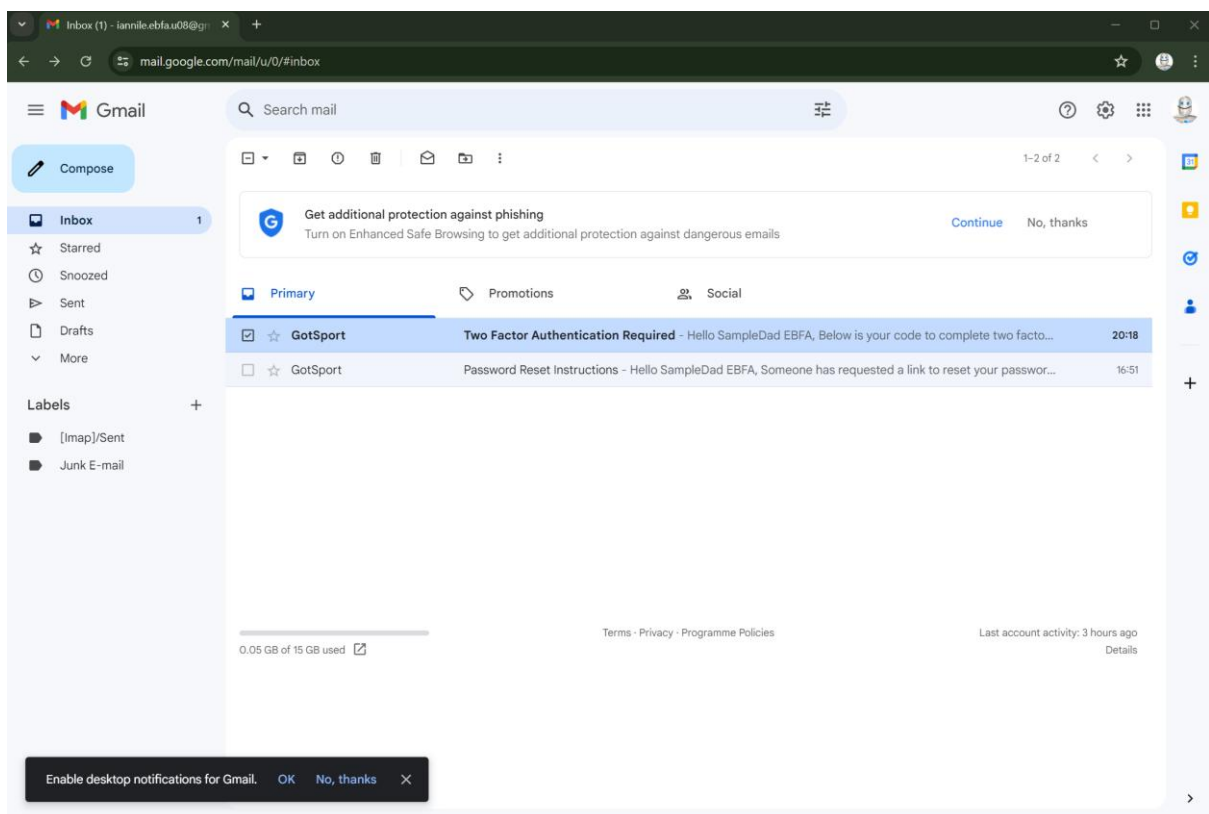 Inbox (1) - iannile.ebfa.u08@gm
mail.google.com/mail/u/0/#inbox
Gmail
Search mail
Compose
1–2 of 2
31
Get additional protection against phishing
Turn on Enhanced Safe Browsing to get additional protection against dangerous emails
Continue No, thanks
Inbox 1
Starred
Snoozed
Sent
Drafts
More
Primary Promotions Social
GotSport Two Factor Authentication Required - Hello SampleDad EBFA, Below is your code to complete two facto... 20:18
GotSport Password Reset Instructions - Hello SampleDad EBFA, Someone has requested a link to reset your passwor... 16:51
Labels
[Imap]/Sent
Junk E-mail
0.05 GB of 15 GB used
Terms · Privacy · Programme Policies
Last account activity: 3 hours ago
Details
Enable desktop notifications for Gmail. OK No, thanks